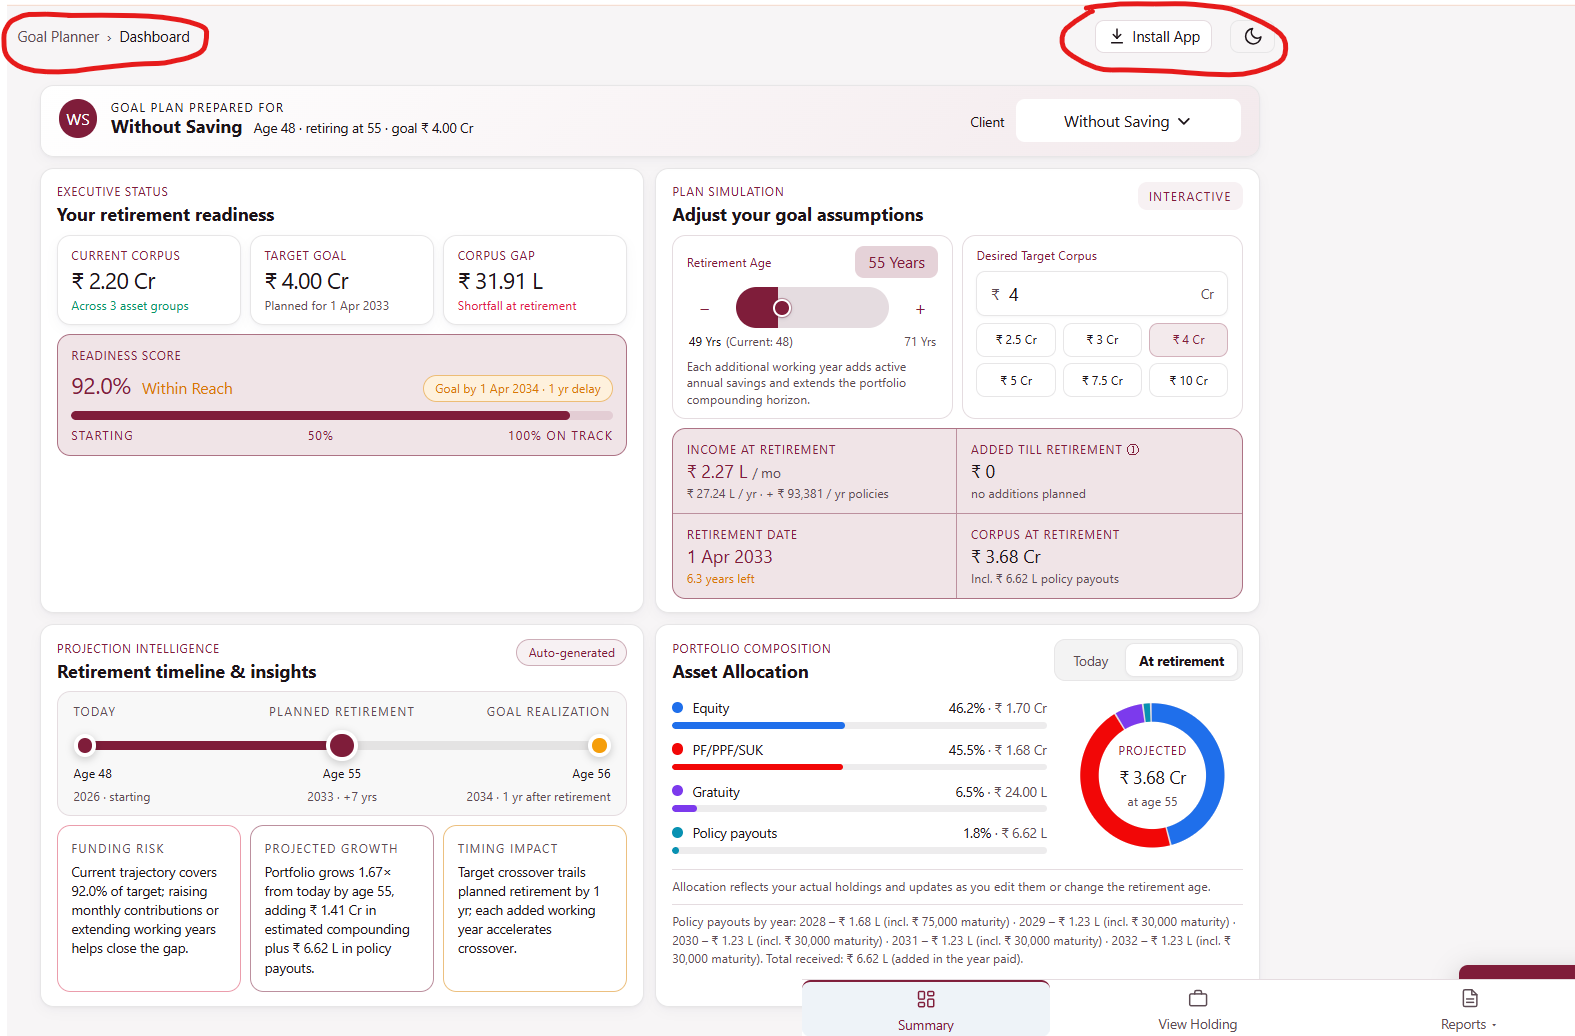 Goal Planner › Dashboard
Install App
WS
GOAL PLAN PREPARED FOR
Without Saving Age 48 · retiring at 55 · goal ₹ 4.00 Cr
Client
Without Saving
EXECUTIVE STATUS
Your retirement readiness
CURRENT CORPUS
₹ 2.20 Cr
Across 3 asset groups
TARGET GOAL
₹ 4.00 Cr
Planned for 1 Apr 2033
CORPUS GAP
₹ 31.91 L
Shortfall at retirement
READINESS SCORE
92.0% Within Reach
Goal by 1 Apr 2034 · 1 yr delay
STARTING
50%
100% ON TRACK
PLAN SIMULATION
Adjust your goal assumptions
INTERACTIVE
Retirement Age
55 Years
−
+
49 Yrs (Current: 48)
71 Yrs
Each additional working year adds active
annual savings and extends the portfolio
compounding horizon.
Desired Target Corpus
₹ 4
Cr
₹ 2.5 Cr
₹ 3 Cr
₹ 4 Cr
₹ 5 Cr
₹ 7.5 Cr
₹ 10 Cr
INCOME AT RETIREMENT
₹ 2.27 L / mo
₹ 27.24 L / yr · + ₹ 93,381 / yr policies
ADDED TILL RETIREMENT
₹ 0
no additions planned
RETIREMENT DATE
1 Apr 2033
6.3 years left
CORPUS AT RETIREMENT
₹ 3.68 Cr
Incl. ₹ 6.62 L policy payouts
PROJECTION INTELLIGENCE
Retirement timeline & insights
Auto-generated
TODAY
PLANNED RETIREMENT
GOAL REALIZATION
Age 48
Age 55
Age 56
2026 · starting
2033 · +7 yrs
2034 · 1 yr after retirement
FUNDING RISK
Current trajectory covers
92.0% of target; raising
monthly contributions or
extending working years
helps close the gap.
PROJECTED GROWTH
Portfolio grows 1.67×
from today by age 55,
adding ₹ 1.41 Cr in
estimated compounding
plus ₹ 6.62 L in policy
payouts.
TIMING IMPACT
Target crossover trails
planned retirement by 1
yr; each added working
year accelerates
crossover.
PORTFOLIO COMPOSITION
Asset Allocation
Today
At retirement
Equity
46.2% · ₹ 1.70 Cr
PF/PPF/SUK
45.5% · ₹ 1.68 Cr
Gratuity
6.5% · ₹ 24.00 L
Policy payouts
1.8% · ₹ 6.62 L
PROJECTED
₹ 3.68 Cr
at age 55
Allocation reflects your actual holdings and updates as you edit them or change the retirement age.
Policy payouts by year: 2028 – ₹ 1.68 L (incl. ₹ 75,000 maturity) · 2029 – ₹ 1.23 L (incl. ₹ 30,000 maturity) ·
2030 – ₹ 1.23 L (incl. ₹ 30,000 maturity) · 2031 – ₹ 1.23 L (incl. ₹ 30,000 maturity) · 2032 – ₹ 1.23 L (incl. ₹
30,000 maturity). Total received: ₹ 6.62 L (added in the year paid).
Summary
View Holding
Reports